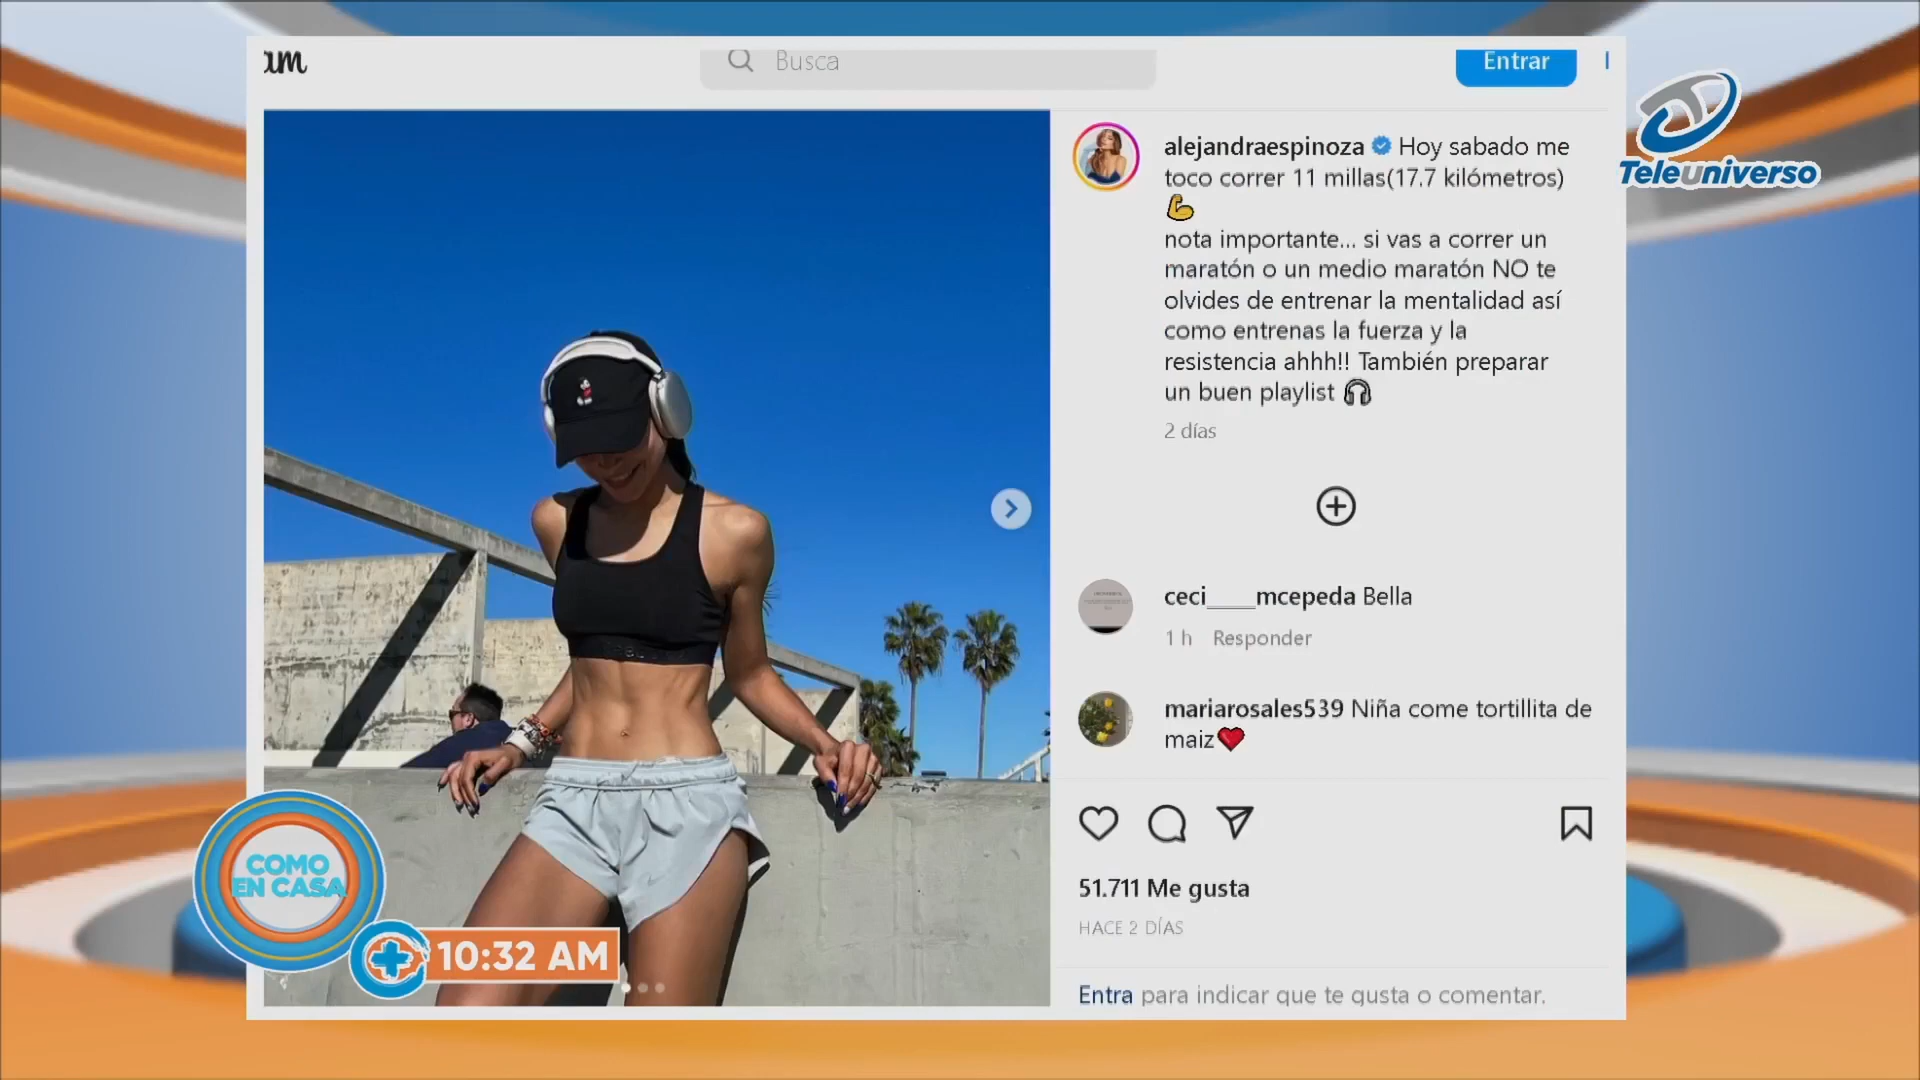 am
Busca
Entrar
Teleuniverso
alejandraespinoza Hoy sabado me
toco correr 11 millas(17.7 kilómetros)
💪
nota importante... si vas a correr un
maratón o un medio maratón NO te
olvides de entrenar la mentalidad así
como entrenas la fuerza y la
resistencia ahhh!! También preparar
un buen playlist 🎧
2 días
ceci____mcepeda Bella
1 h Responder
mariarosales539 Niña come tortillita de
maiz❤️
51.711 Me gusta
HACE 2 DÍAS
Entra para indicar que te gusta o comentar.
COMO
EN CASA
10:32 AM